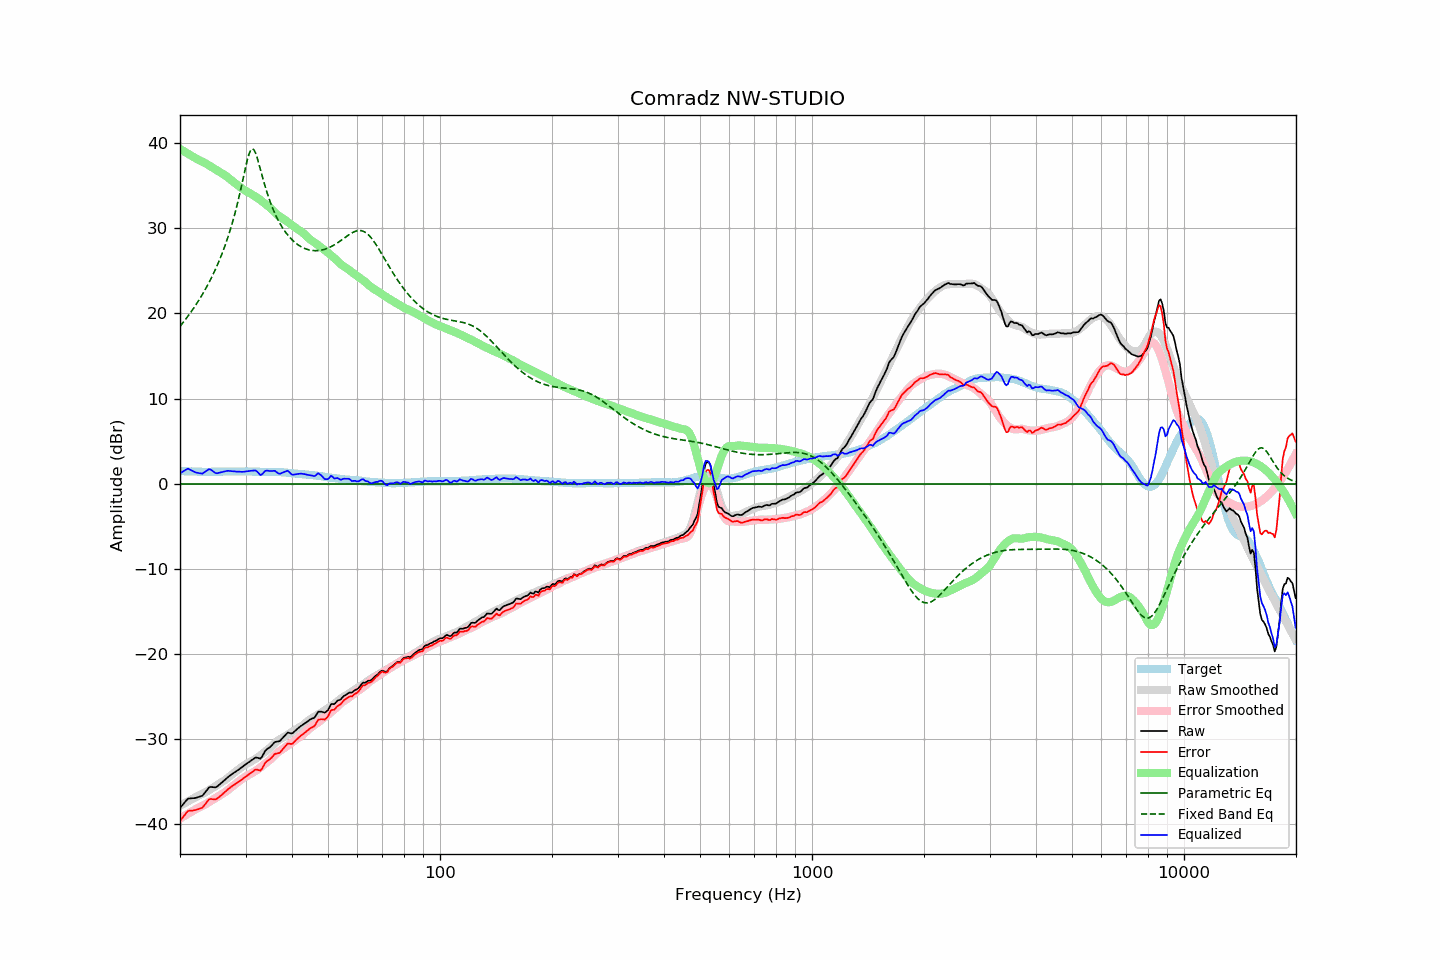 Comradz NW-STUDIO
Amplitude (dBr)
40
30
20
10
0
−10
−20
−30
−40
100
1000
10000
Frequency (Hz)
Target
Raw Smoothed
Error Smoothed
Raw
Error
Equalization
Parametric Eq
Fixed Band Eq
Equalized